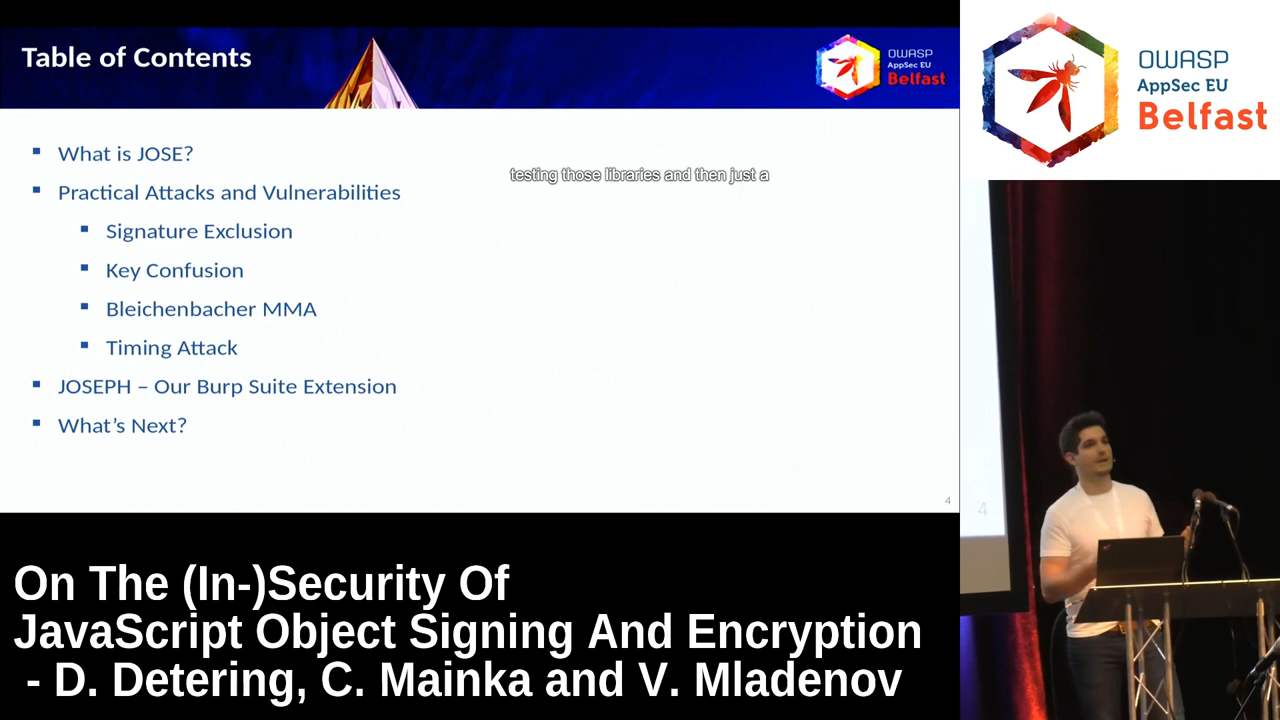 Table of Contents
OWASP
AppSec EU
Belfast
What is JOSE?
Practical Attacks and Vulnerabilities
Signature Exclusion
Key Confusion
Bleichenbacher MMA
Timing Attack
JOSEPH – Our Burp Suite Extension
What's Next?
testing those libraries and then just a
4
OWASP
AppSec EU
Belfast
4
On The (In-)Security Of
JavaScript Object Signing And Encryption
- D. Detering, C. Mainka and V. Mladenov